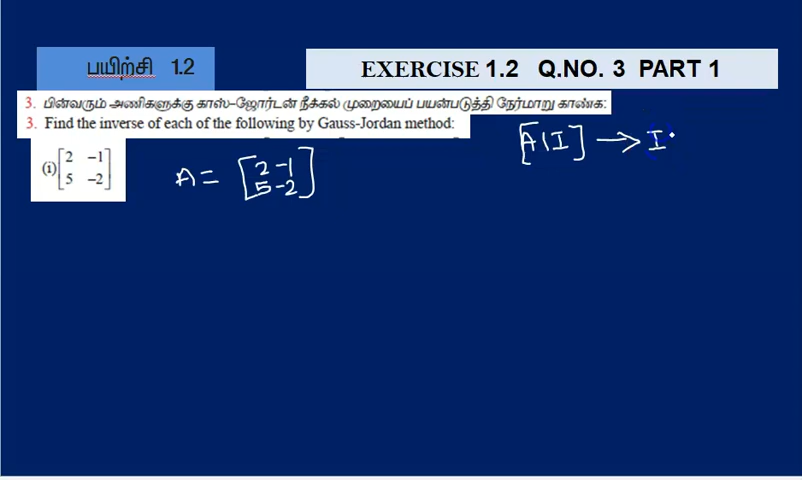 பயிற்சி 1.2
EXERCISE 1.2 Q.NO. 3 PART 1
3. பின்வரும் அணிகளுக்கு காஸ்-ஜோர்டன் நீக்கல் முறையைப் பயன்படுத்தி நேர்மாறு காண்க:
3. Find the inverse of each of the following by Gauss-Jordan method:
[A|I] → I
(i) [2 -1
5 -2]
A = [2 -1
5 -2]